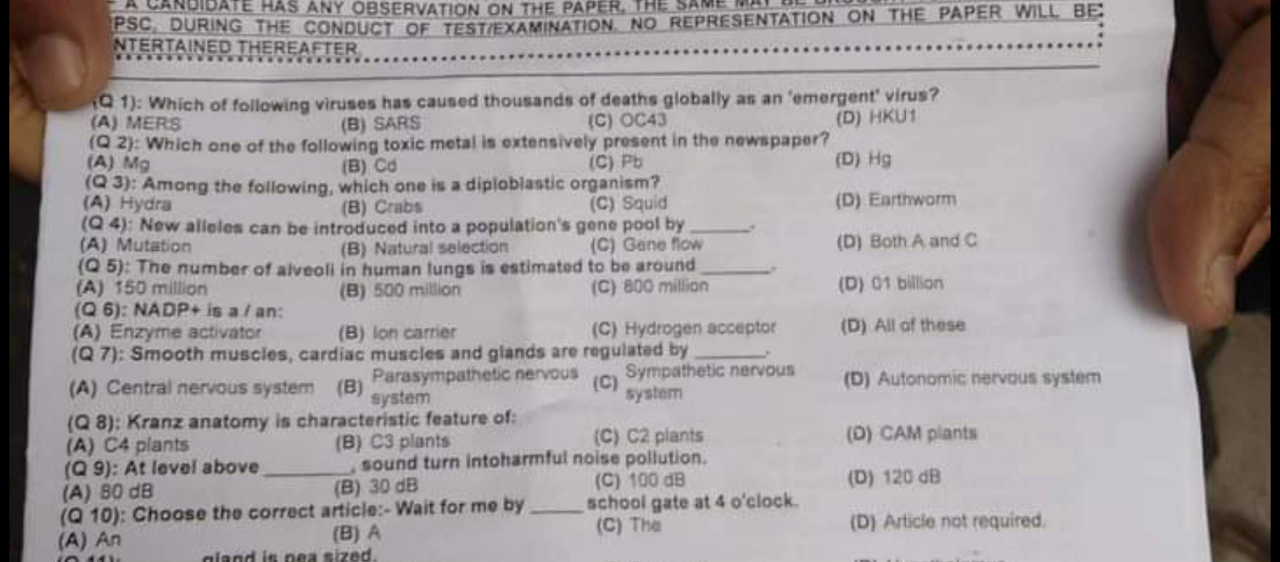 A CANDIDATE HAS ANY OBSERVATION ON THE PAPER, THE SAME MAY BE
PSC, DURING THE CONDUCT OF TEST/EXAMINATION. NO REPRESENTATION ON THE PAPER WILL BE
NTERTAINED THEREAFTER.
(Q 1): Which of following viruses has caused thousands of deaths globally as an 'emergent' virus?
(A) MERS (B) SARS (C) OC43 (D) HKU1
(Q 2): Which one of the following toxic metal is extensively present in the newspaper?
(A) Mg (B) Cd (C) Pb (D) Hg
(Q 3): Among the following, which one is a diploblastic organism?
(A) Hydra (B) Crabs (C) Squid (D) Earthworm
(Q 4): New alleles can be introduced into a population's gene pool by ______.
(A) Mutation (B) Natural selection (C) Gene flow (D) Both A and C
(Q 5): The number of alveoli in human lungs is estimated to be around _______.
(A) 150 million (B) 500 million (C) 800 million (D) 01 billion
(Q 6): NADP+ is a / an:
(A) Enzyme activator (B) Ion carrier (C) Hydrogen acceptor (D) All of these
(Q 7): Smooth muscles, cardiac muscles and glands are regulated by _______.
(A) Central nervous system (B) Parasympathetic nervous system (C) Sympathetic nervous system (D) Autonomic nervous system
(Q 8): Kranz anatomy is characteristic feature of:
(A) C4 plants (B) C3 plants (C) C2 plants (D) CAM plants
(Q 9): At level above ________, sound turn intoharmful noise pollution.
(A) 80 dB (B) 30 dB (C) 100 dB (D) 120 dB
(Q 10): Choose the correct article:- Wait for me by _____ school gate at 4 o'clock.
(A) An (B) A (C) The (D) Article not required.
(Q 11): ______ gland is pea sized.